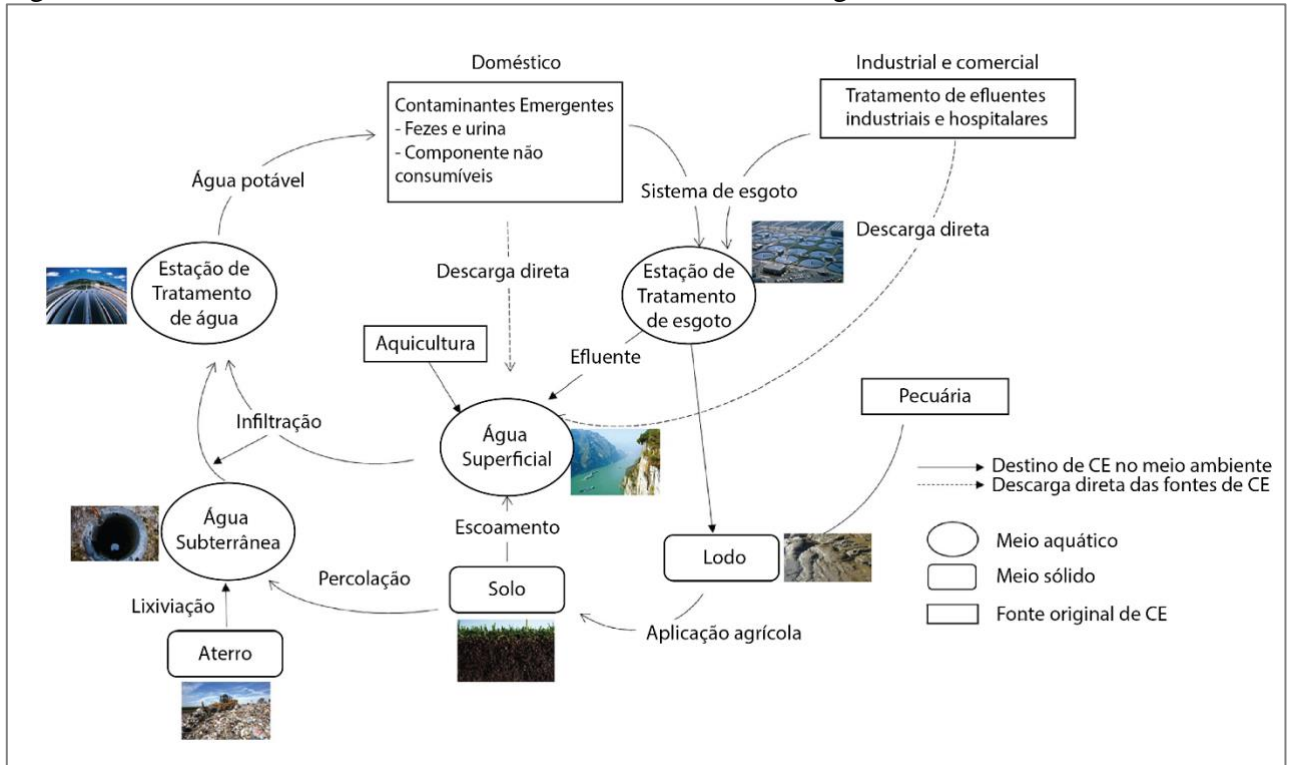 Doméstico
Industrial e comercial
Contaminantes Emergentes
- Fezes e urina
- Componente não
consumíveis
Tratamento de efluentes
industriais e hospitalares
Água potável
Sistema de esgoto
Descarga direta
Descarga direta
Estação de
Tratamento
de água
Estação de
Tratamento
de esgoto
Aquicultura
Efluente
Pecuária
Infiltração
Água
Superficial
Destino de CE no meio ambiente
Descarga direta das fontes de CE
Água
Subterrânea
Escoamento
Meio aquático
Lodo
Meio sólido
Percolação
Solo
Lixiviação
Fonte original de CE
Aplicação agrícola
Aterro